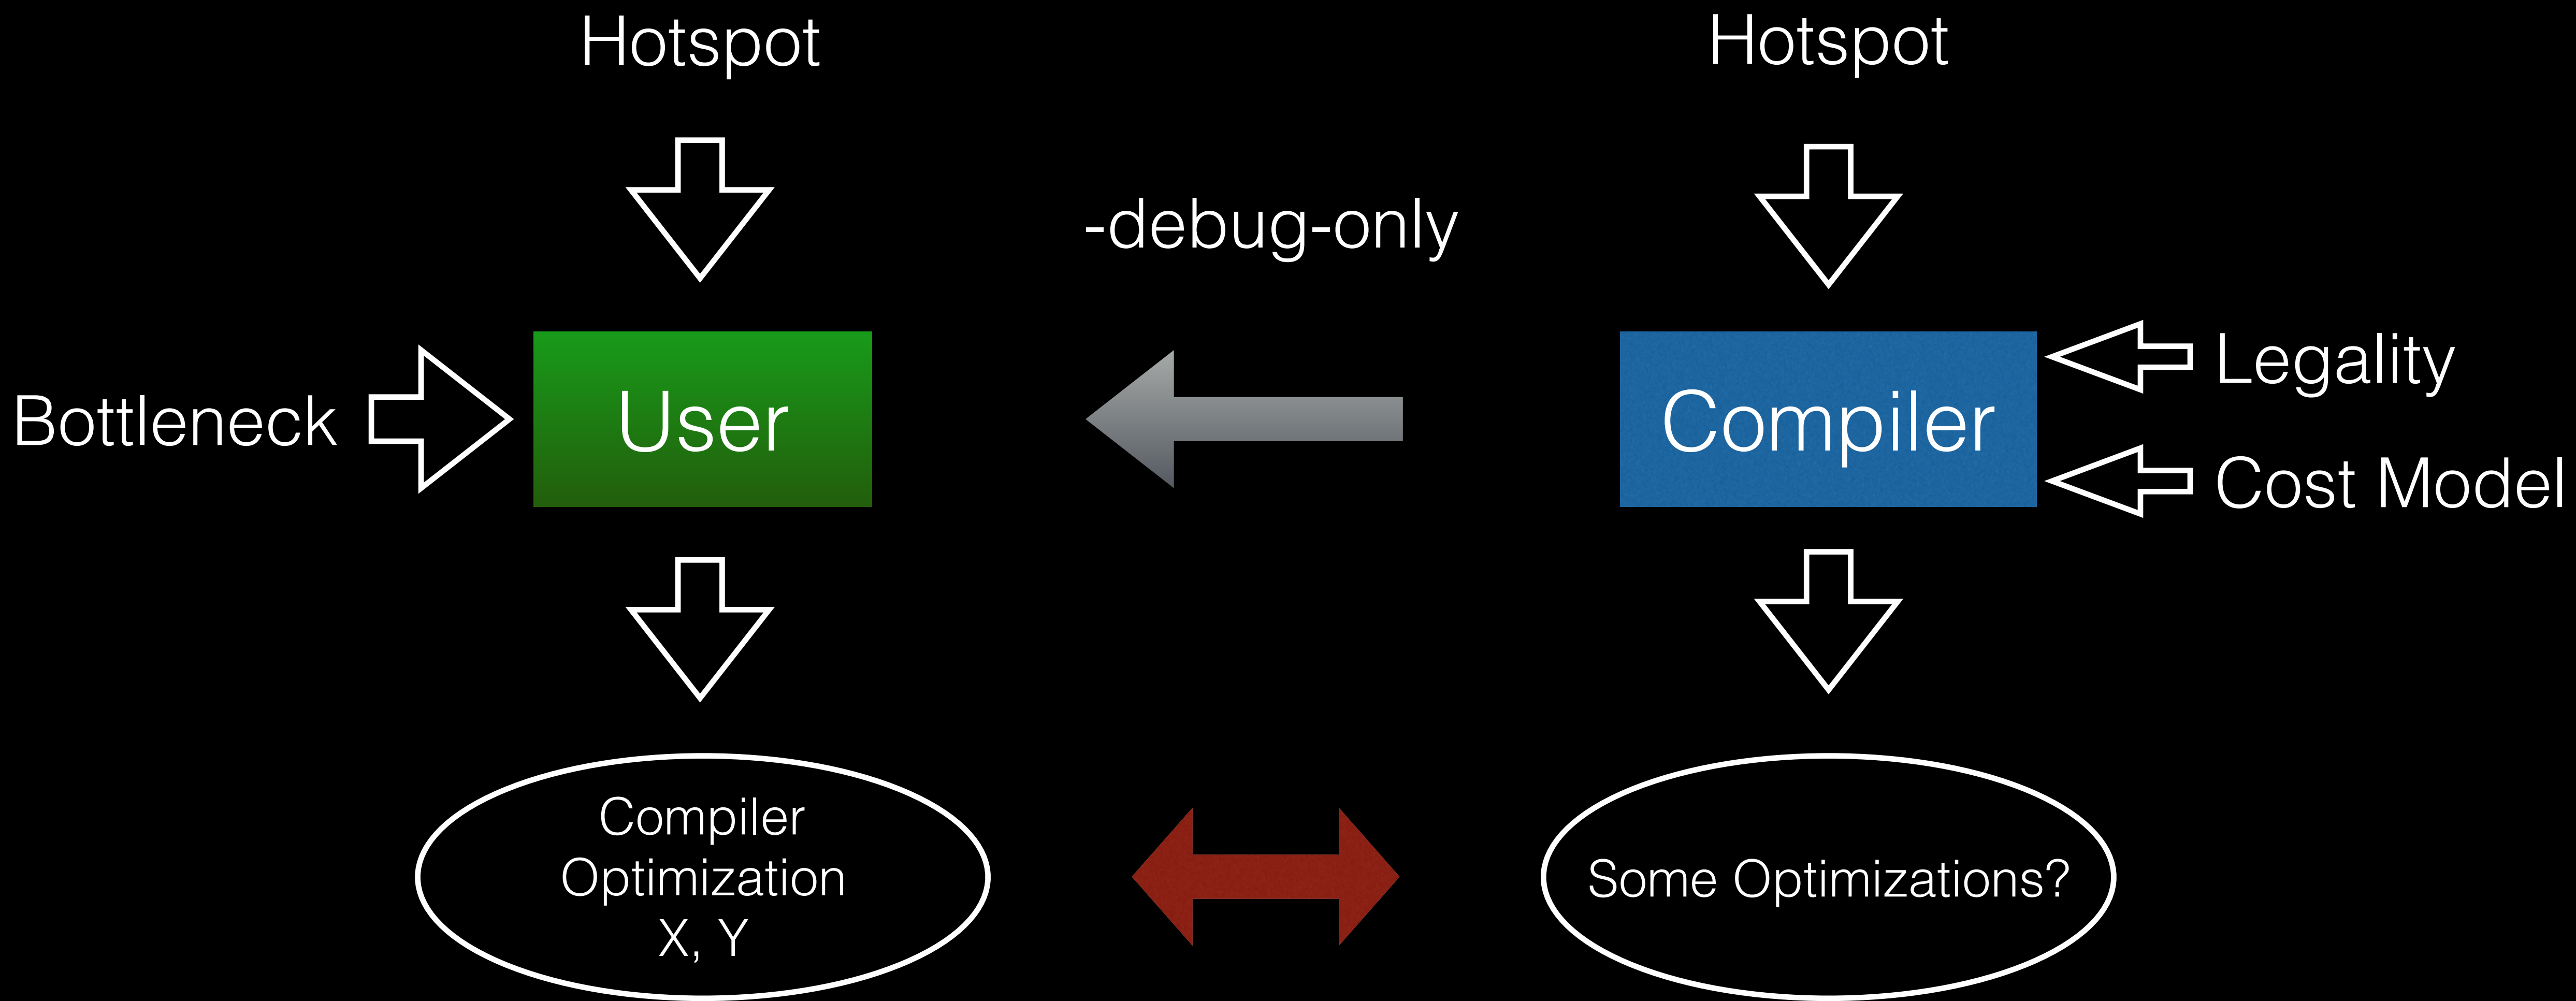 Hotspot
Hotspot
-debug-only
Bottleneck
User
Compiler
Legality
Cost Model
Compiler
Optimization
X, Y
Some Optimizations?